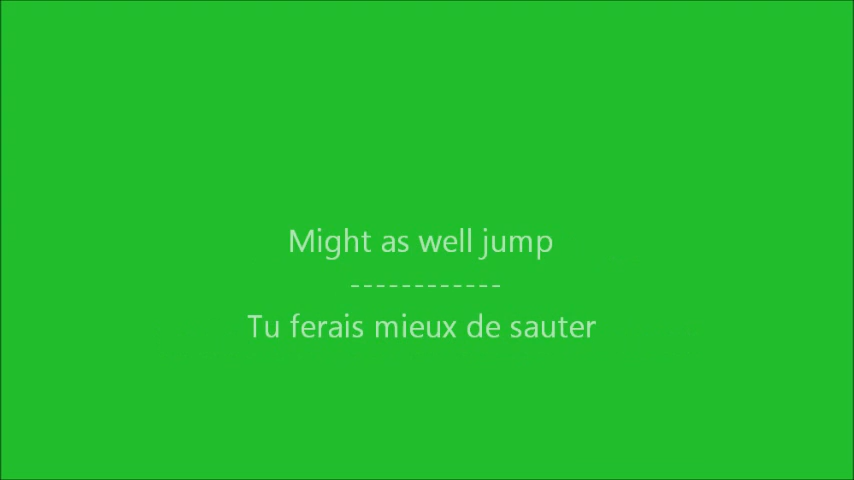 Might as well jump
------------
Tu ferais mieux de sauter